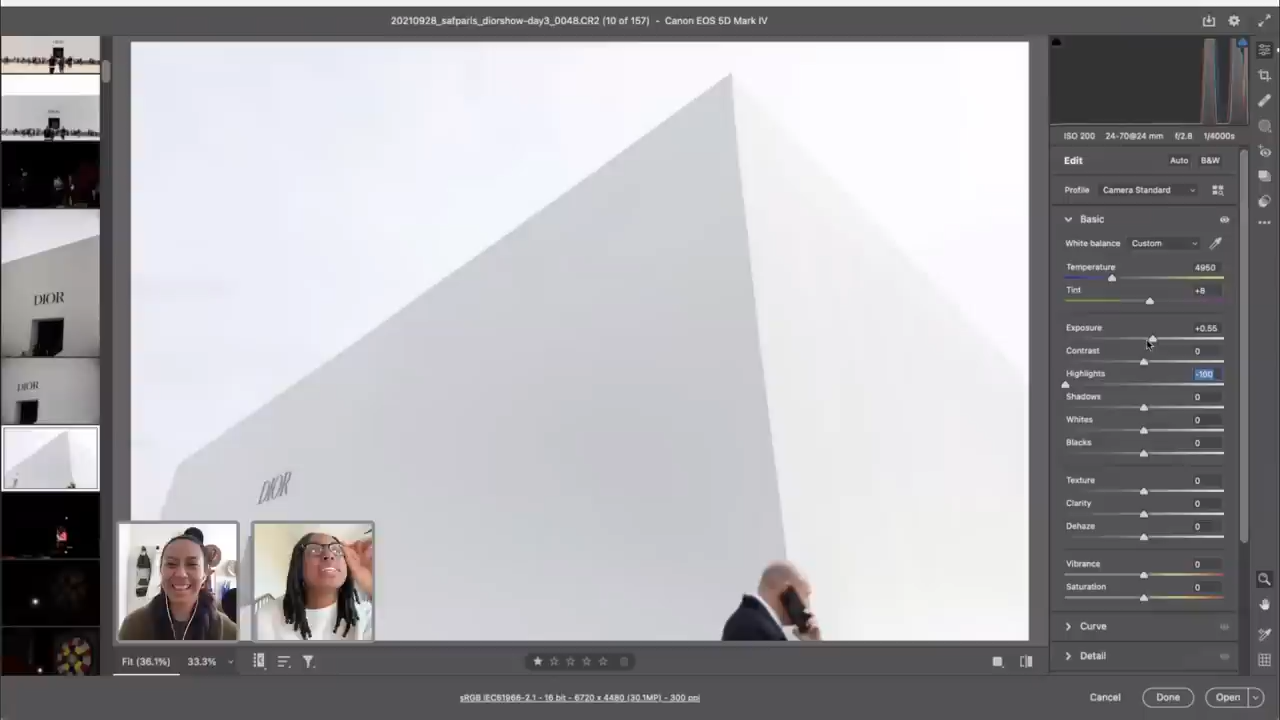 20210928_safparis_diorshow-day3_0048.CR2 (10 of 157) - Canon EOS 5D Mark IV
ISO 200 24-70@24 mm f/2.8 1/4000s
Edit Auto B&W
Profile Camera Standard
Basic
White balance Custom
Temperature 4950
Tint +8
Exposure +0.55
Contrast 0
Highlights -100
Shadows 0
Whites 0
Blacks 0
Texture 0
Clarity 0
Dehaze 0
Vibrance 0
Saturation 0
Curve
Detail
DIOR
DIOR
DIOR
Fit (36.1%) 33.3%
sRGB IEC61966-2.1 - 16 bit - 6720 x 4480 (30.1MP) - 300 ppi
Cancel Done Open